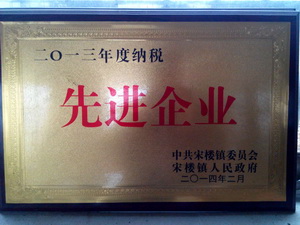 二〇一三年度纳税
先进企业
中共宋楼镇委员会
宋楼镇人民政府
二〇一四年二月